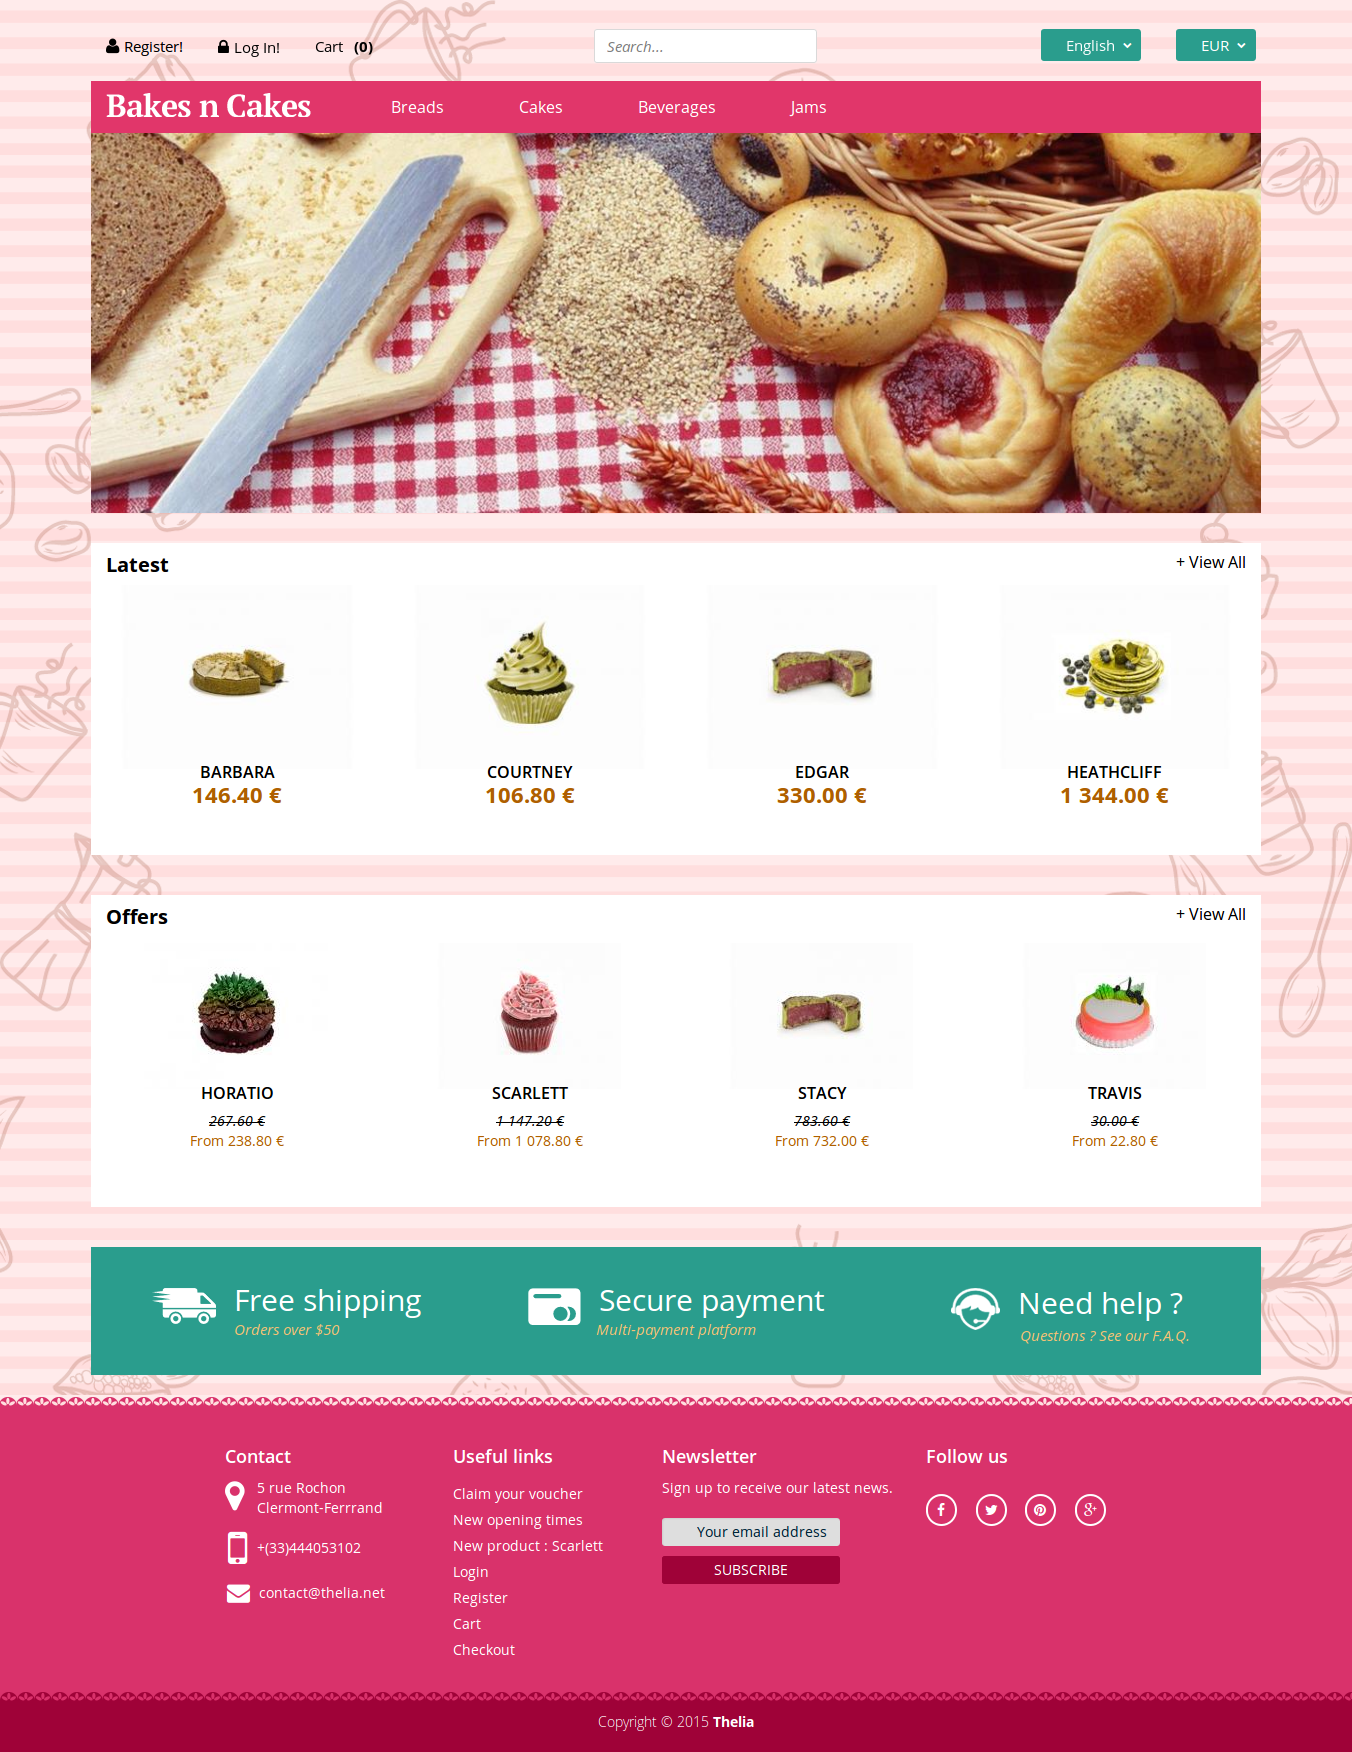 Register!
Log In!
Cart (0)
Search...
English
EUR
Bakes n Cakes
Breads
Cakes
Beverages
Jams
Latest
+ View All
BARBARA
146.40 €
COURTNEY
106.80 €
EDGAR
330.00 €
HEATHCLIFF
1 344.00 €
Offers
+ View All
HORATIO
267.60 €
From 238.80 €
SCARLETT
1 147.20 €
From 1 078.80 €
STACY
783.60 €
From 732.00 €
TRAVIS
30.00 €
From 22.80 €
Free shipping
Orders over $50
Secure payment
Multi-payment platform
Need help ?
Questions ? See our F.A.Q.
Contact
5 rue Rochon
Clermont-Ferrrand
+(33)444053102
contact@thelia.net
Useful links
Claim your voucher
New opening times
New product : Scarlett
Login
Register
Cart
Checkout
Newsletter
Sign up to receive our latest news.
Your email address
SUBSCRIBE
Follow us
Copyright © 2015 Thelia